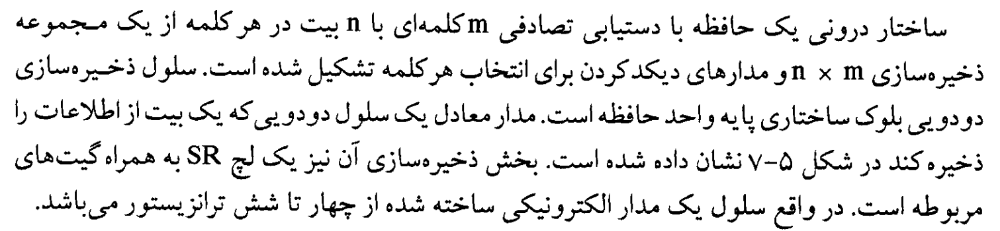 ساختار درونی یک حافظه با دستیابی تصادفی m کلمه‌ای با n بیت در هر کلمه از یک مجموعه
ذخیره‌سازی n × m و مدارهای دیکد کردن برای انتخاب هر کلمه تشکیل شده است. سلول ذخیره‌سازی
دودویی بلوک ساختاری پایه واحد حافظه است. مدار معادل یک سلول دودویی که یک بیت از اطلاعات را
ذخیره کند در شکل ۵-۷ نشان داده شده است. بخش ذخیره‌سازی آن نیز یک لچ SR به همراه گیت‌های
مربوطه است. در واقع سلول یک مدار الکترونیکی ساخته شده از چهار تا شش ترانزیستور می‌باشد.